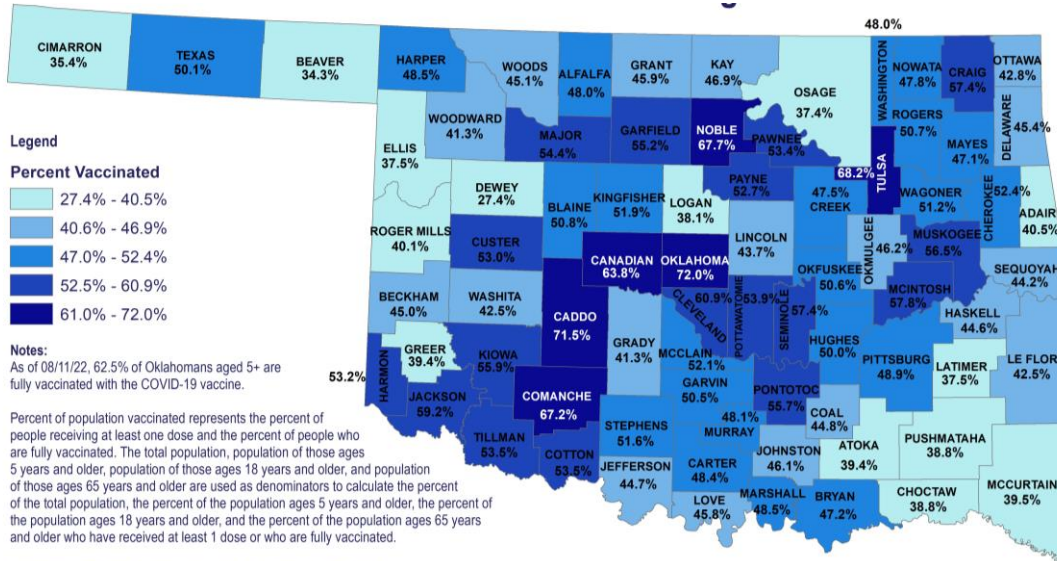 48.0%
CIMARRON
35.4%
TEXAS
50.1%
BEAVER
34.3%
HARPER
48.5%
WOODS
45.1%
ALFALFA
48.0%
GRANT
45.9%
KAY
46.9%
OSAGE
37.4%
WASHINGTON
NOWATA
47.8%
CRAIG
57.4%
OTTAWA
42.8%
WOODWARD
41.3%
MAJOR
54.4%
GARFIELD
55.2%
NOBLE
67.7%
PAWNEE
53.4%
ROGERS
50.7%
MAYES
47.1%
DELAWARE
45.4%
ELLIS
37.5%
DEWEY
27.4%
BLAINE
50.8%
KINGFISHER
51.9%
LOGAN
38.1%
PAYNE
52.7%
47.5%
CREEK
68.2%
TULSA
WAGONER
51.2%
CHEROKEE
52.4%
ADAIR
40.5%
ROGER MILLS
40.1%
CUSTER
53.0%
CANADIAN
63.8%
OKLAHOMA
72.0%
LINCOLN
43.7%
OKFUSKEE
50.6%
OKMULGEE
46.2%
MUSKOGEE
56.5%
MCINTOSH
57.8%
SEQUOYAH
44.2%
BECKHAM
45.0%
WASHITA
42.5%
CADDO
71.5%
GRADY
41.3%
CLEVELAND
60.9%
POTTAWATOMIE
53.9%
SEMINOLE
57.4%
HUGHES
50.0%
PITTSBURG
48.9%
HASKELL
44.6%
LATIMER
37.5%
LE FLOR
42.5%
GREER
39.4%
KIOWA
55.9%
MCCLAIN
52.1%
GARVIN
50.5%
53.2%
HARMON
JACKSON
59.2%
COMANCHE
67.2%
TILLMAN
53.5%
COTTON
53.5%
STEPHENS
51.6%
48.1%
MURRAY
PONTOTOC
55.7%
COAL
44.8%
ATOKA
39.4%
PUSHMATAHA
38.8%
JEFFERSON
44.7%
CARTER
48.4%
JOHNSTON
46.1%
LOVE
45.8%
MARSHALL
48.5%
BRYAN
47.2%
CHOCTAW
38.8%
MCCURTAIN
39.5%
Legend
Percent Vaccinated
27.4% - 40.5%
40.6% - 46.9%
47.0% - 52.4%
52.5% - 60.9%
61.0% - 72.0%
Notes:
As of 08/11/22, 62.5% of Oklahomans aged 5+ are
fully vaccinated with the COVID-19 vaccine.
Percent of population vaccinated represents the percent of
people receiving at least one dose and the percent of people who
are fully vaccinated. The total population, population of those ages
5 years and older, population of those ages 18 years and older, and population
of those ages 65 years and older are used as denominators to calculate the percent
of the total population, the percent of the population ages 5 years and older, the percent of
the population ages 18 years and older, and the percent of the population ages 65 years
and older who have received at least 1 dose or who are fully vaccinated.